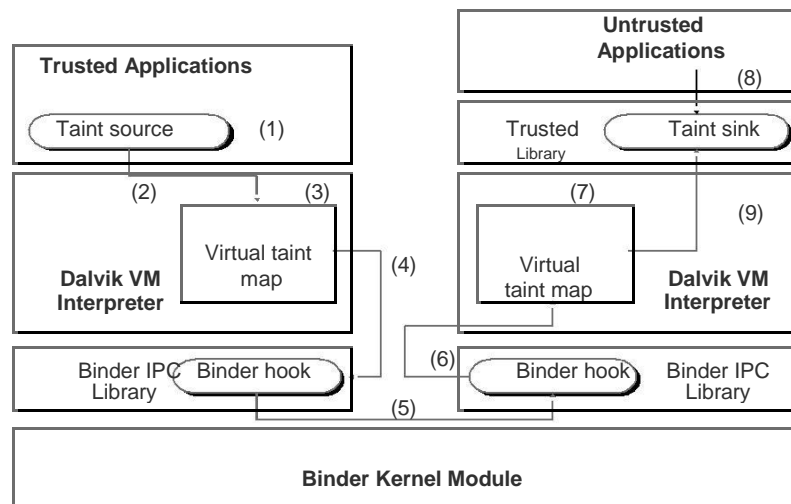 Trusted Applications
Taint source
(1)
(2)
(3)
Virtual taint
map
(4)
Dalvik VM
Interpreter
Binder IPC
Library
Binder hook
(5)
Untrusted
Applications
(8)
Trusted
Library
Taint sink
(7)
(9)
Virtual
taint map
Dalvik VM
Interpreter
(6)
Binder hook
Binder IPC
Library
Binder Kernel Module